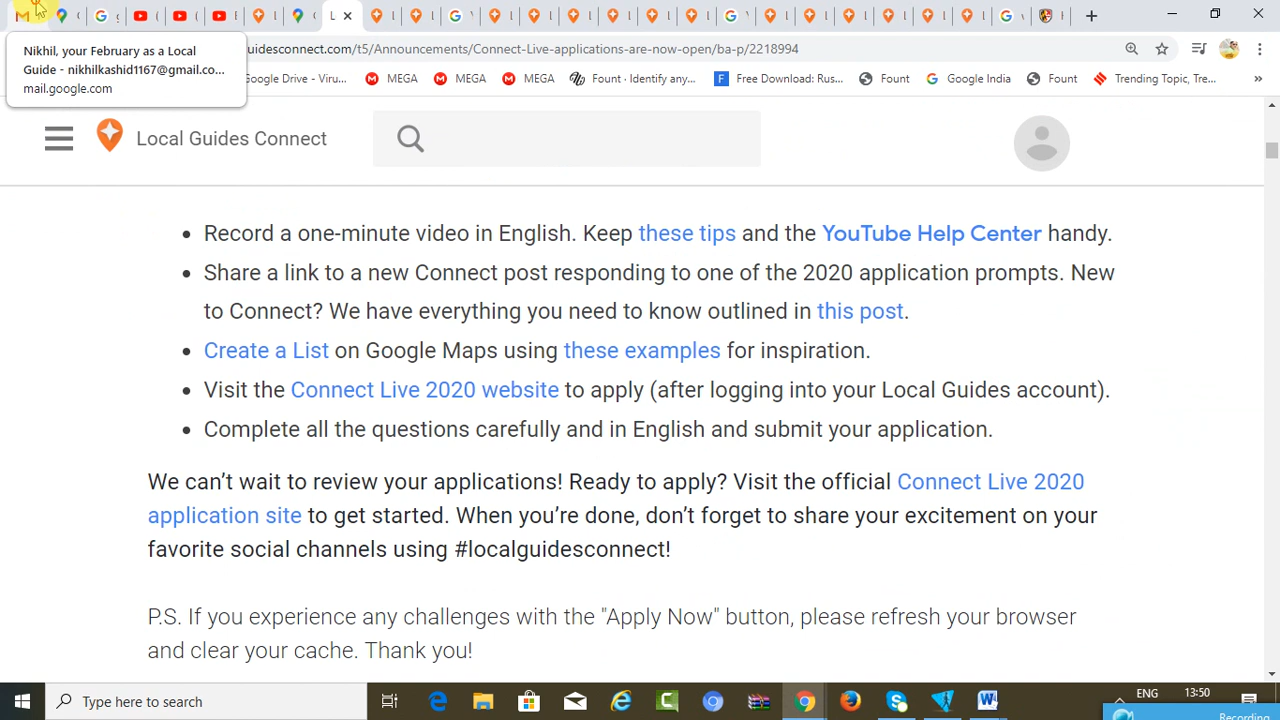 Nikhil, your February as a Local
Guide - nikhilkashid1167@gmail.co...
mail.google.com
uidesconnect.com/t5/Announcements/Connect-Live-applications-are-now-open/ba-p/2218994
Google Drive - Viru...
MEGA
MEGA
MEGA
Fount · Identify any...
Free Download: Rus...
Fount
Google India
Fount
Trending Topic, Tre...
Local Guides Connect
• Record a one-minute video in English. Keep these tips and the YouTube Help Center handy.
• Share a link to a new Connect post responding to one of the 2020 application prompts. New
to Connect? We have everything you need to know outlined in this post.
• Create a List on Google Maps using these examples for inspiration.
• Visit the Connect Live 2020 website to apply (after logging into your Local Guides account).
• Complete all the questions carefully and in English and submit your application.
We can’t wait to review your applications! Ready to apply? Visit the official Connect Live 2020
application site to get started. When you’re done, don’t forget to share your excitement on your
favorite social channels using #localguidesconnect!
P.S. If you experience any challenges with the "Apply Now" button, please refresh your browser
and clear your cache. Thank you!
Type here to search
ENG
13:50
Recording